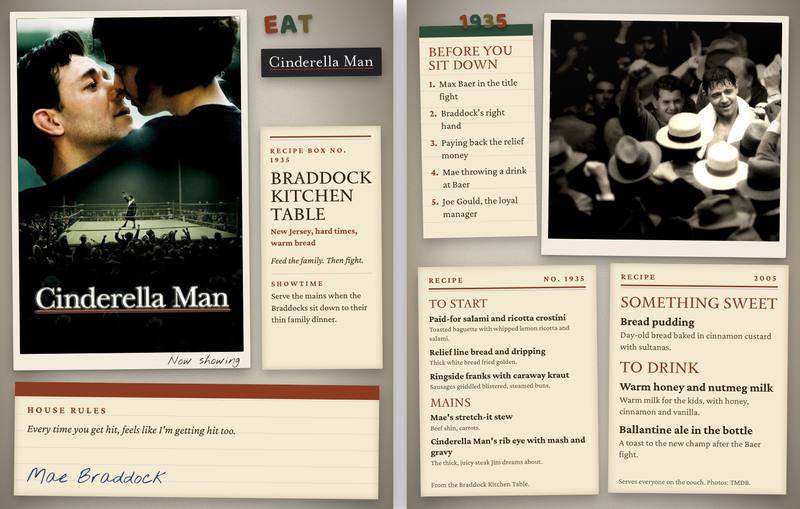 EAT
Cinderella Man
Cinderella Man
Now showing
RECIPE BOX NO.
1935
BRADDOCK
KITCHEN
TABLE
New Jersey, hard times,
warm bread
Feed the family. Then fight.
SHOWTIME
Serve the mains when the
Braddocks sit down to their
thin family dinner.
HOUSE RULES
Every time you get hit, feels like I'm getting hit too.
Mae Braddock
1935
BEFORE YOU
SIT DOWN
1. Max Baer in the title
fight
2. Braddock's right
hand
3. Paying back the relief
money
4. Mae throwing a drink
at Baer
5. Joe Gould, the loyal
manager
RECIPE NO. 1935
TO START
Paid-for salami and ricotta crostini
Toasted baguette with whipped lemon ricotta and
salami.
Relief line bread and dripping
Thick white bread fried golden.
Ringside franks with caraway kraut
Sausages griddled blistered, steamed buns.
MAINS
Mae's stretch-it stew
Beef shin, carrots.
Cinderella Man's rib eye with mash and
gravy
The thick, juicy steak Jim dreams about.
From the Braddock Kitchen Table.
RECIPE 2005
SOMETHING SWEET
Bread pudding
Day-old bread baked in cinnamon custard
with sultanas.
TO DRINK
Warm honey and nutmeg milk
Warm milk for the kids, with honey,
cinnamon and vanilla.
Ballantine ale in the bottle
A toast to the new champ after the Baer
fight.
Serves everyone on the couch. Photos: TMDB.